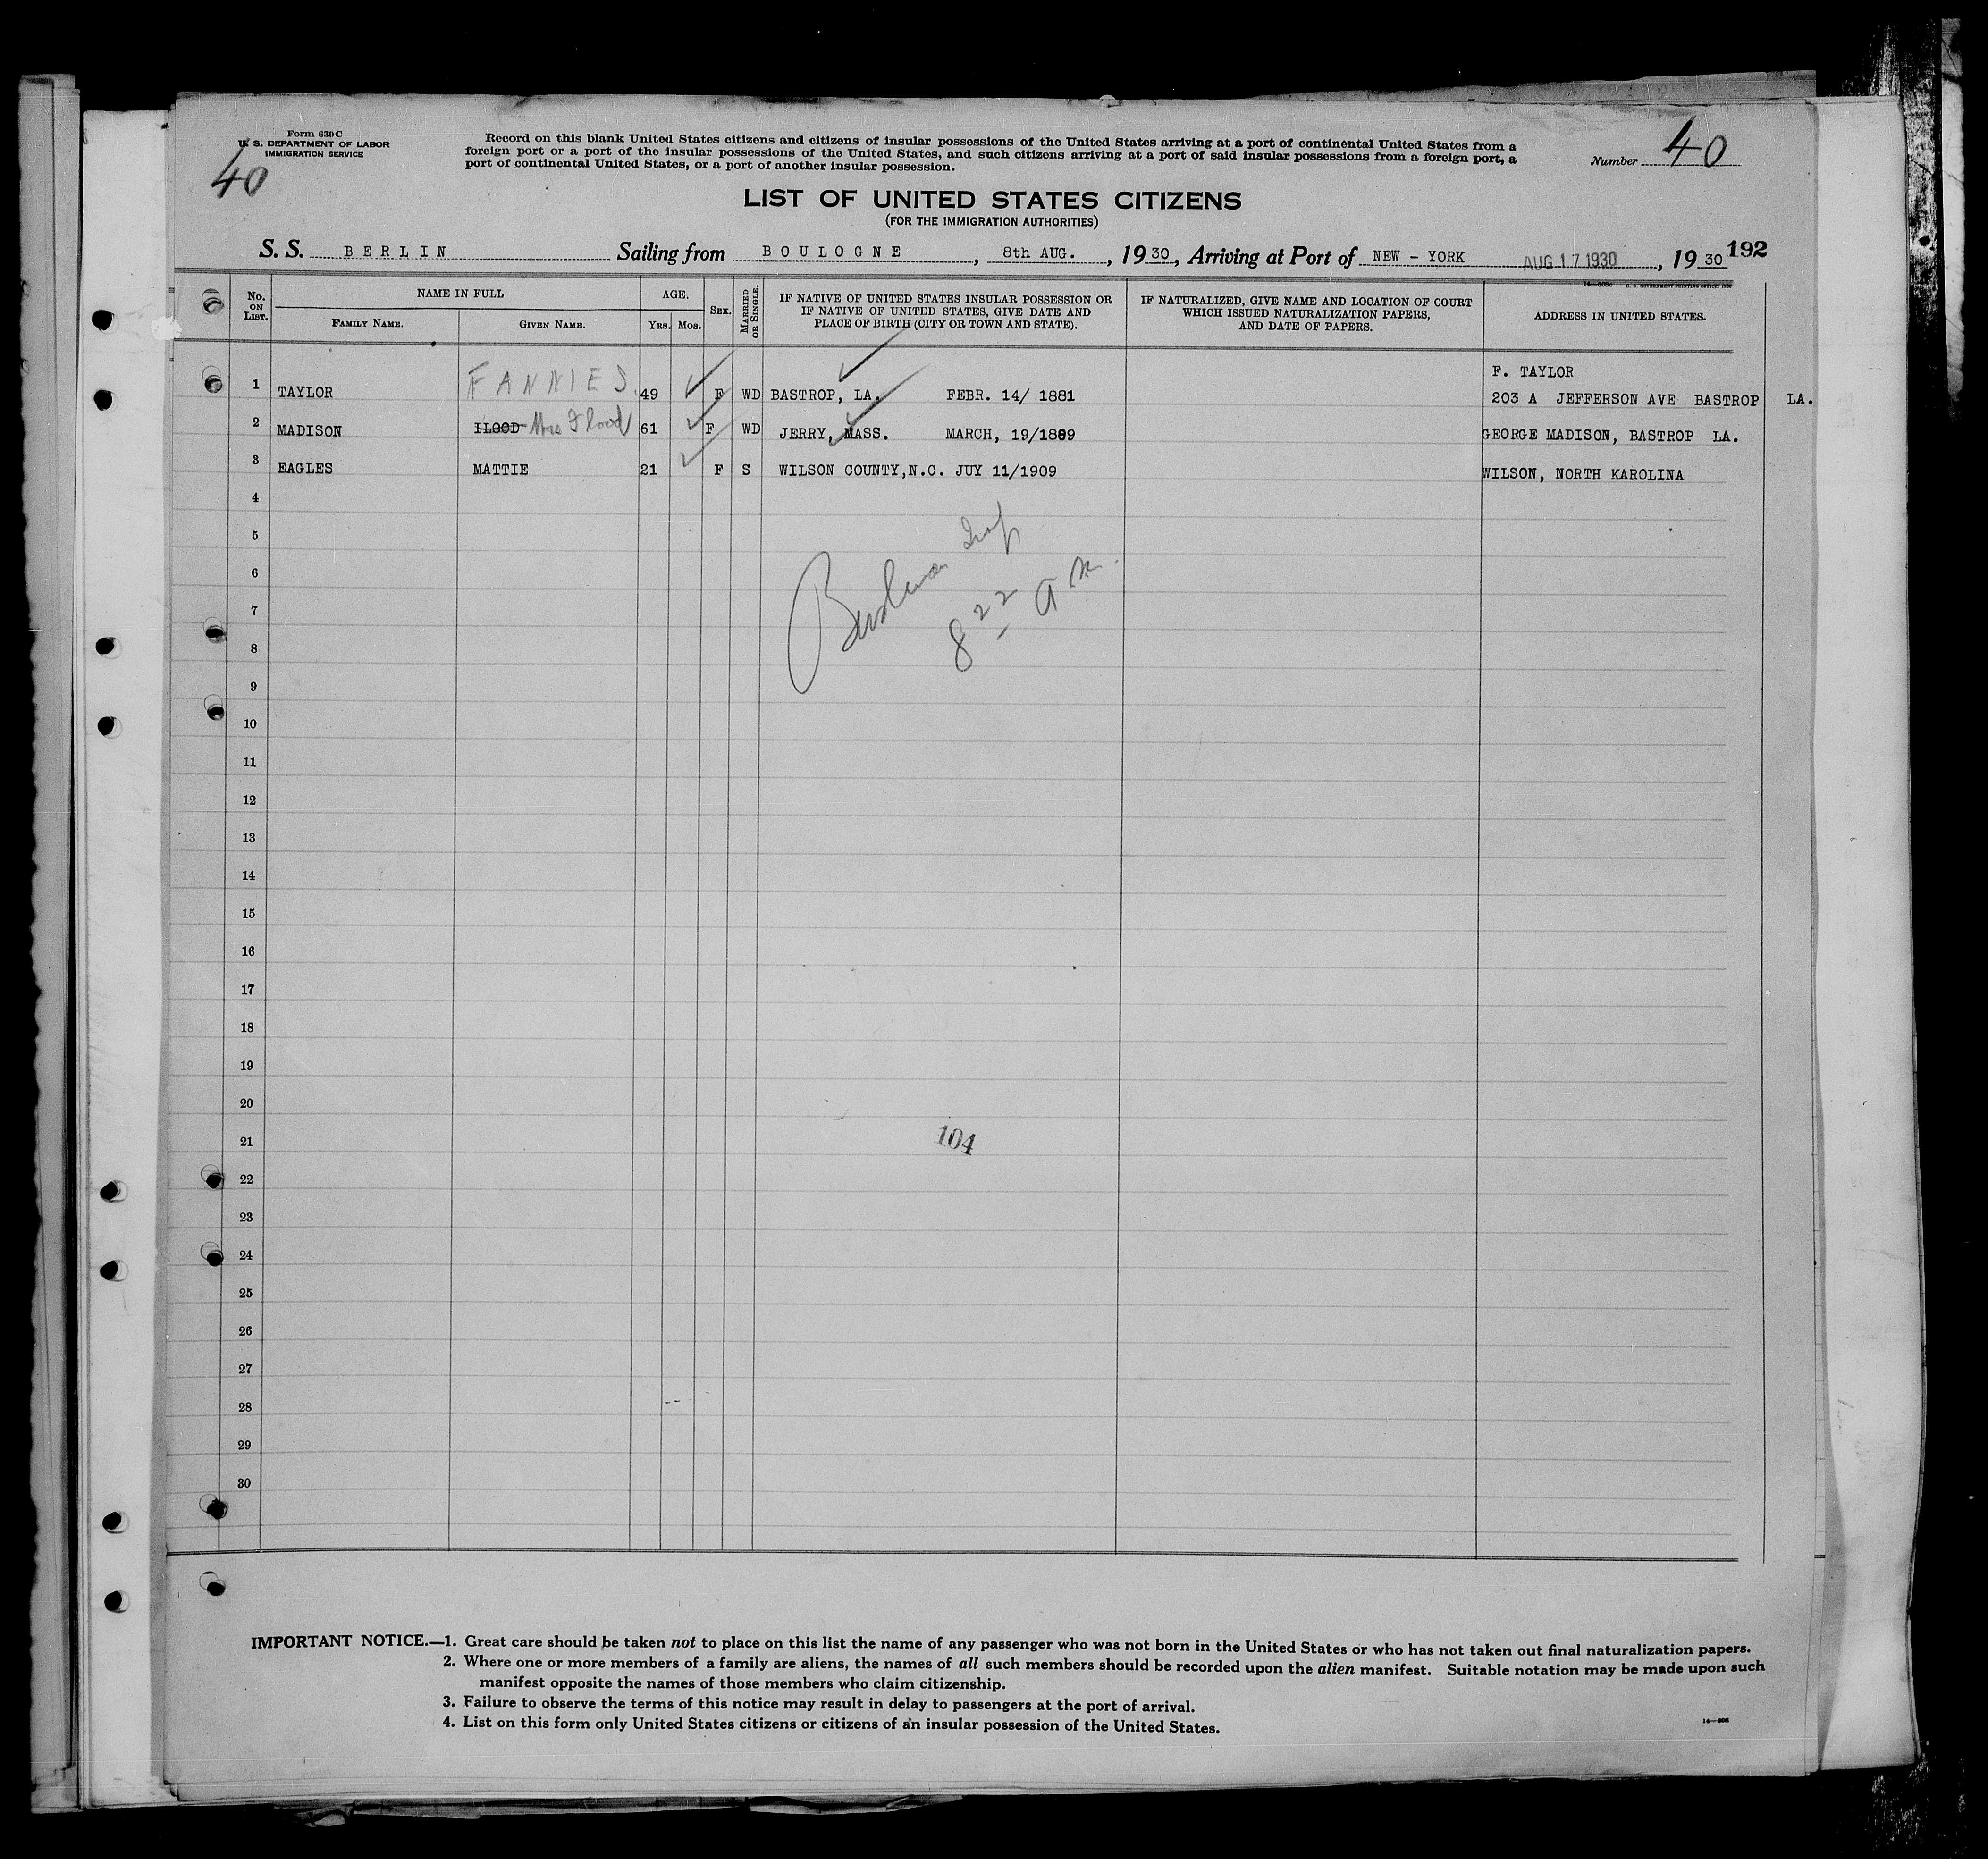 Form 630 C
U. S. DEPARTMENT OF LABOR
IMMIGRATION SERVICE
40
Record on this blank United States citizens and citizens of insular possessions of the United States arriving at a port of continental United States from a
foreign port or a port of the insular possessions of the United States, and such citizens arriving at a port of said insular possessions from a foreign port, a
port of continental United States, or a port of another insular possession.
Number 40
LIST OF UNITED STATES CITIZENS
(FOR THE IMMIGRATION AUTHORITIES)
S. S. BERLIN Sailing from BOULOGNE, 8th AUG., 1930, Arriving at Port of NEW - YORK AUG 17 1930, 1930 192
No. ON LIST. NAME IN FULL FAMILY NAME. GIVEN NAME. AGE. YRS. MOS. SEX. MARRIED OR SINGLE.
IF NATIVE OF UNITED STATES INSULAR POSSESSION OR
IF NATIVE OF UNITED STATES, GIVE DATE AND
PLACE OF BIRTH (CITY OR TOWN AND STATE).
IF NATURALIZED, GIVE NAME AND LOCATION OF COURT
WHICH ISSUED NATURALIZATION PAPERS,
AND DATE OF PAPERS.
ADDRESS IN UNITED STATES.
F. TAYLOR
1 TAYLOR FANNIE S. 49 F WD BASTROP, LA. FEBR. 14/ 1881 203 A JEFFERSON AVE BASTROP LA.
2 MADISON ILOOD Mrs Flood 61 F WD JERRY, MASS. MARCH, 19/1869 GEORGE MADISON, BASTROP LA.
3 EAGLES MATTIE 21 F S WILSON COUNTY,N.C. JUY 11/1909 WILSON, NORTH KAROLINA
4
5
6
7
8
9
10
11
12
13
14
15
16
17
18
19
20
21
22
23
24
25
26
27
28
29
30
Insp
8 22 am.
104
IMPORTANT NOTICE.—1. Great care should be taken not to place on this list the name of any passenger who was not born in the United States or who has not taken out final naturalization papers.
2. Where one or more members of a family are aliens, the names of all such members should be recorded upon the alien manifest. Suitable notation may be made upon such
manifest opposite the names of those members who claim citizenship.
3. Failure to observe the terms of this notice may result in delay to passengers at the port of arrival.
4. List on this form only United States citizens or citizens of an insular possession of the United States.